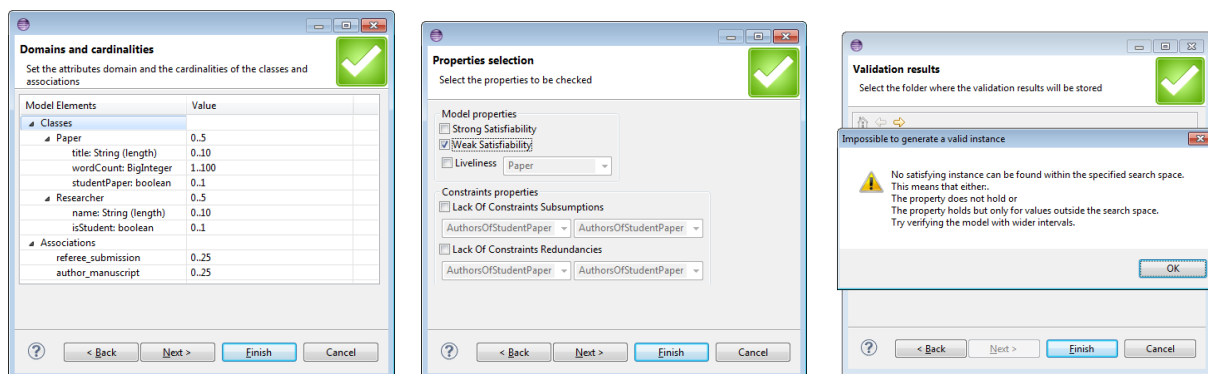 Domains and cardinalities
Set the attributes domain and the cardinalities of the classes and
associations
Model Elements Value
Classes
Paper 0..5
title: String (length) 0..10
wordCount: BigInteger 1..100
studentPaper: boolean 0..1
Researcher 0..5
name: String (length) 0..10
isStudent: boolean 0..1
Associations
referee_submission 0..25
author_manuscript 0..25
? < Back Next > Finish Cancel
Properties selection
Select the properties to be checked
Model properties
Strong Satisfiability
Weak Satisfiability
Liveliness Paper
Constraints properties
Lack Of Constraints Subsumptions
AuthorsOfStudentPaper AuthorsOfStudentPaper
Lack Of Constraints Redundancies
AuthorsOfStudentPaper AuthorsOfStudentPaper
? < Back Next > Finish Cancel
Validation results
Select the folder where the validation results will be stored
Impossible to generate a valid instance
No satisfying instance can be found within the specified search space.
This means that either:.
The property does not hold or
The property holds but only for values outside the search space.
Try verifying the model with wider intervals.
OK
? < Back Next > Finish Cancel